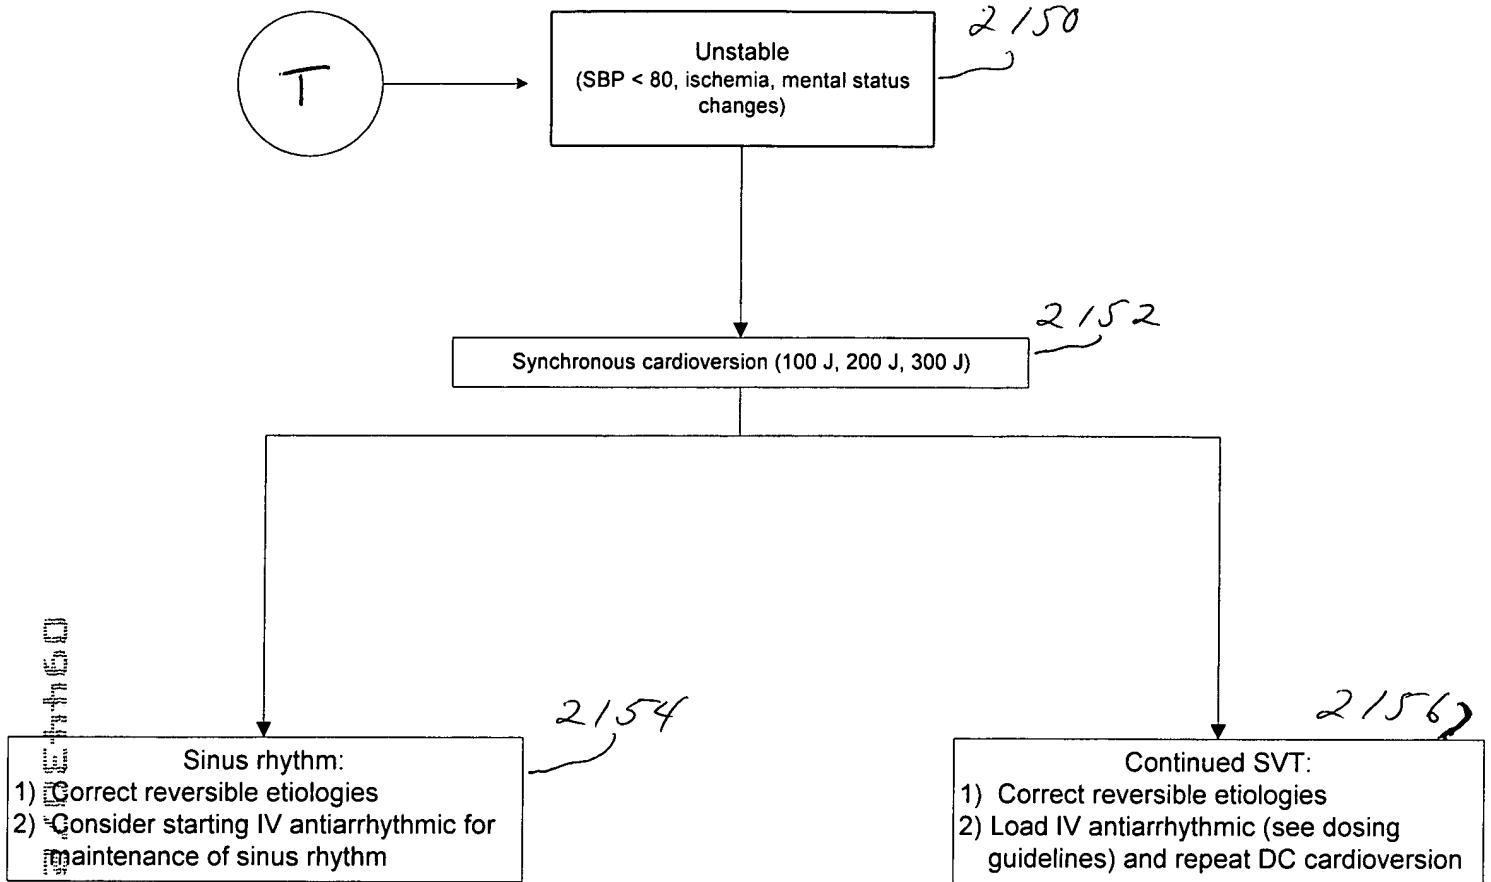 2150
T
Unstable
(SBP < 80, ischemia, mental status
changes)
2152
Synchronous cardioversion (100 J, 200 J, 300 J)
2154
2156
Sinus rhythm:
1) Correct reversible etiologies
2) Consider starting IV antiarrhythmic for
maintenance of sinus rhythm
Continued SVT:
1) Correct reversible etiologies
2) Load IV antiarrhythmic (see dosing
guidelines) and repeat DC cardioversion